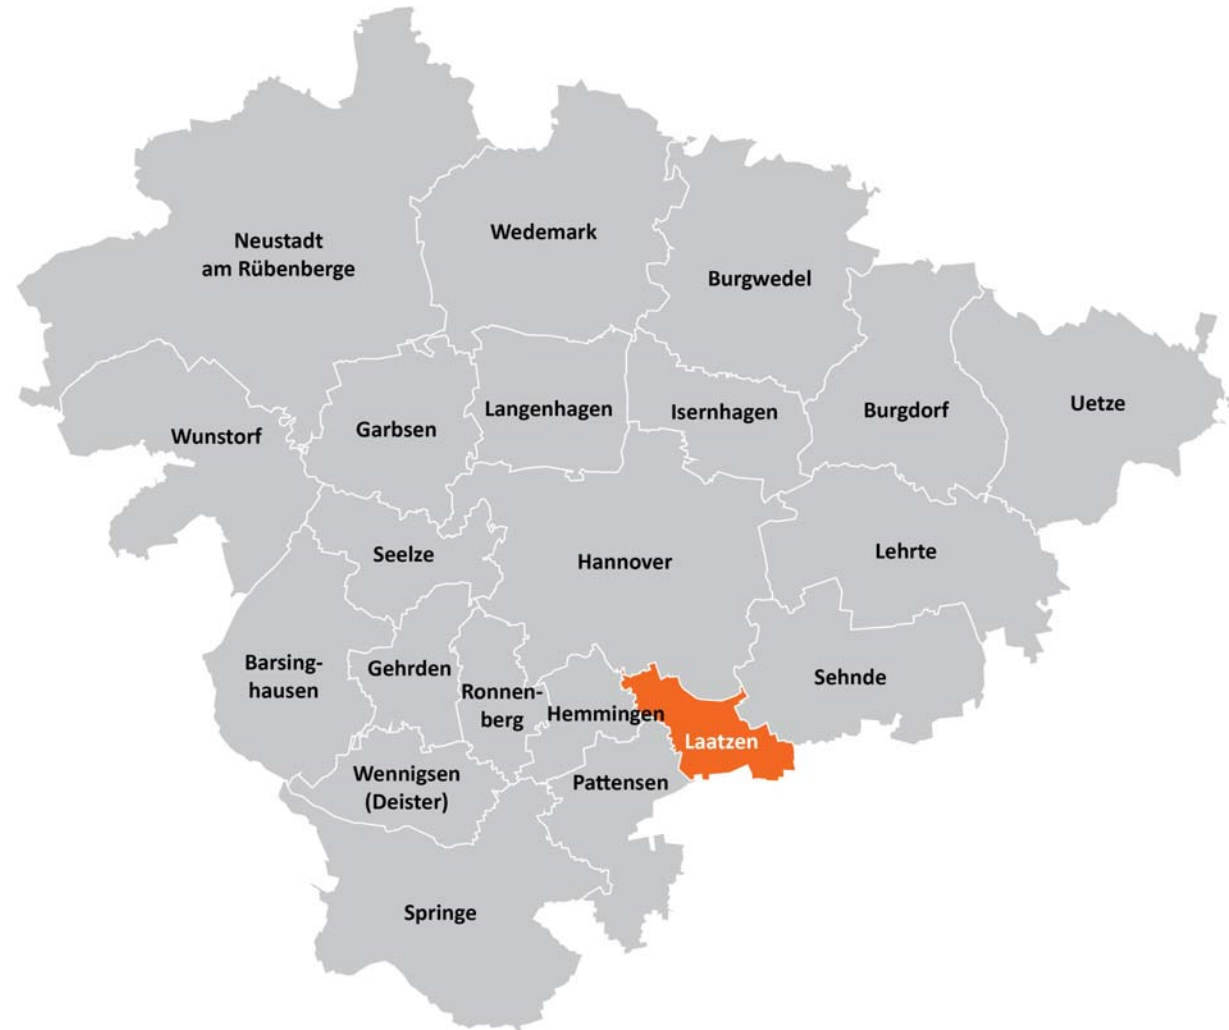 Neustadt
am Rübenberge
Wedemark
Burgwedel
Wunstorf
Garbsen
Langenhagen
Isernhagen
Burgdorf
Uetze
Seelze
Hannover
Lehrte
Barsing-
hausen
Gehrden
Ronnen-
berg
Hemmingen
Laatzen
Sehnde
Wennigsen
(Deister)
Pattensen
Springe